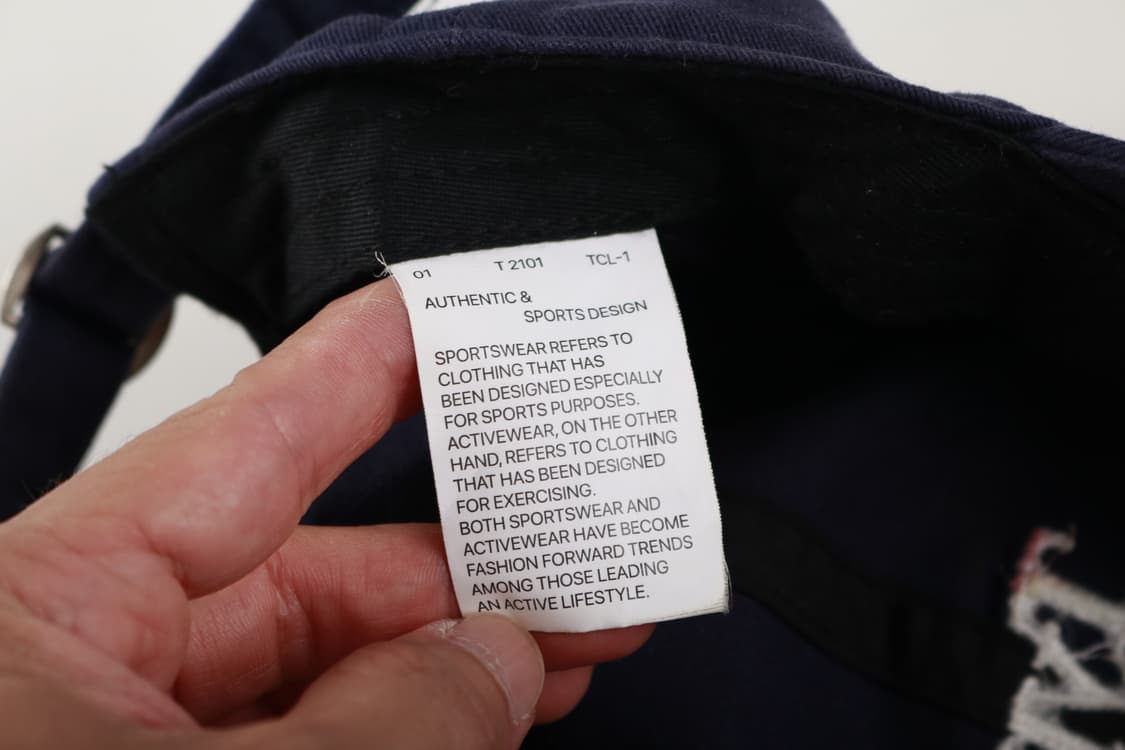 01 T 2101 TCL-1
AUTHENTIC &
SPORTS DESIGN
SPORTSWEAR REFERS TO
CLOTHING THAT HAS
BEEN DESIGNED ESPECIALLY
FOR SPORTS PURPOSES.
ACTIVEWEAR, ON THE OTHER
HAND, REFERS TO CLOTHING
THAT HAS BEEN DESIGNED
FOR EXERCISING.
BOTH SPORTSWEAR AND
ACTIVEWEAR HAVE BECOME
FASHION FORWARD TRENDS
AMONG THOSE LEADING
AN ACTIVE LIFESTYLE.